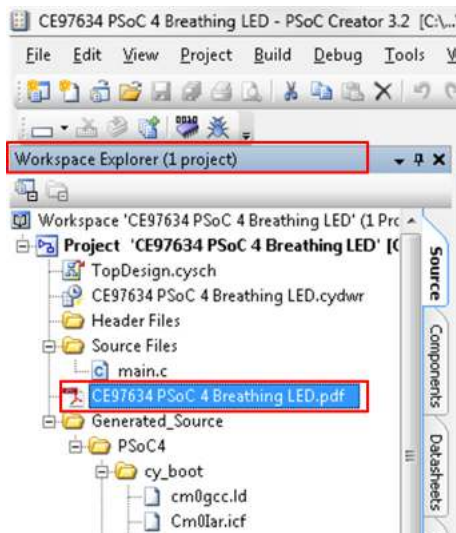 CE97634 PSoC 4 Breathing LED - PSoC Creator 3.2 [C:\...
File Edit View Project Build Debug Tools
Workspace Explorer (1 project)
Workspace 'CE97634 PSoC 4 Breathing LED' (1 Prc
Project 'CE97634 PSoC 4 Breathing LED' [C
TopDesign.cysch
CE97634 PSoC 4 Breathing LED.cydwr
Header Files
Source Files
main.c
CE97634 PSoC 4 Breathing LED.pdf
Generated_Source
PSoC4
cy_boot
cm0gcc.ld
Cm0Iar.icf
Source
Components
Datasheets